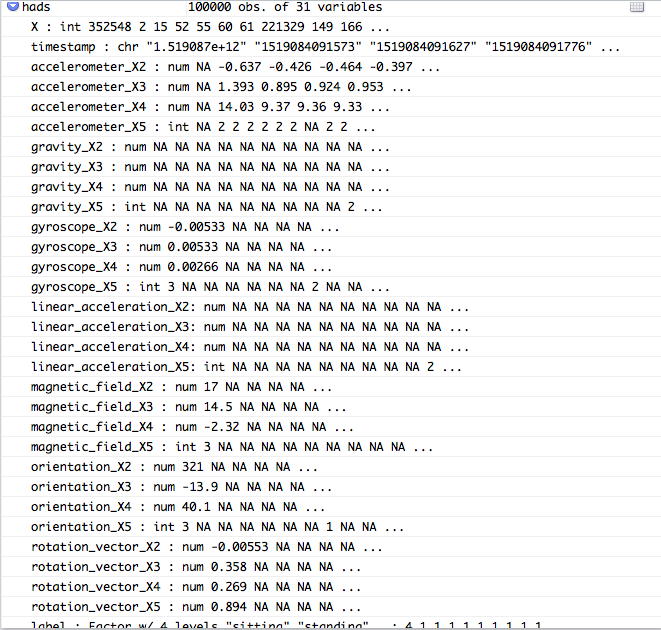 hads 100000 obs. of 31 variables
X : int 352548 2 15 52 55 60 61 221329 149 166 ...
timestamp : chr "1.519087e+12" "1519084091573" "1519084091627" "1519084091776" ...
accelerometer_X2 : num NA -0.637 -0.426 -0.464 -0.397 ...
accelerometer_X3 : num NA 1.393 0.895 0.924 0.953 ...
accelerometer_X4 : num NA 14.03 9.37 9.36 9.33 ...
accelerometer_X5 : int NA 2 2 2 2 2 2 NA 2 2 ...
gravity_X2 : num NA NA NA NA NA NA NA NA NA NA ...
gravity_X3 : num NA NA NA NA NA NA NA NA NA NA ...
gravity_X4 : num NA NA NA NA NA NA NA NA NA NA ...
gravity_X5 : int NA NA NA NA NA NA NA NA NA 2 ...
gyroscope_X2 : num -0.00533 NA NA NA NA ...
gyroscope_X3 : num 0.00533 NA NA NA NA ...
gyroscope_X4 : num 0.00266 NA NA NA NA ...
gyroscope_X5 : int 3 NA NA NA NA NA NA 2 NA NA ...
linear_acceleration_X2: num NA NA NA NA NA NA NA NA NA NA ...
linear_acceleration_X3: num NA NA NA NA NA NA NA NA NA NA ...
linear_acceleration_X4: num NA NA NA NA NA NA NA NA NA NA ...
linear_acceleration_X5: int NA NA NA NA NA NA NA NA NA 2 ...
magnetic_field_X2 : num 17 NA NA NA NA ...
magnetic_field_X3 : num 14.5 NA NA NA NA ...
magnetic_field_X4 : num -2.32 NA NA NA NA ...
magnetic_field_X5 : int 3 NA NA NA NA NA NA NA NA NA ...
orientation_X2 : num 321 NA NA NA NA ...
orientation_X3 : num -13.9 NA NA NA NA ...
orientation_X4 : num 40.1 NA NA NA NA ...
orientation_X5 : int 3 NA NA NA NA NA NA 1 NA NA ...
rotation_vector_X2 : num -0.00553 NA NA NA NA ...
rotation_vector_X3 : num 0.358 NA NA NA NA ...
rotation_vector_X4 : num 0.269 NA NA NA NA ...
rotation_vector_X5 : num 0.894 NA NA NA NA ...
label : Factor w/ 4 levels "sitting" "standing" : 4 1 1 1 1 1 1 1 1 1